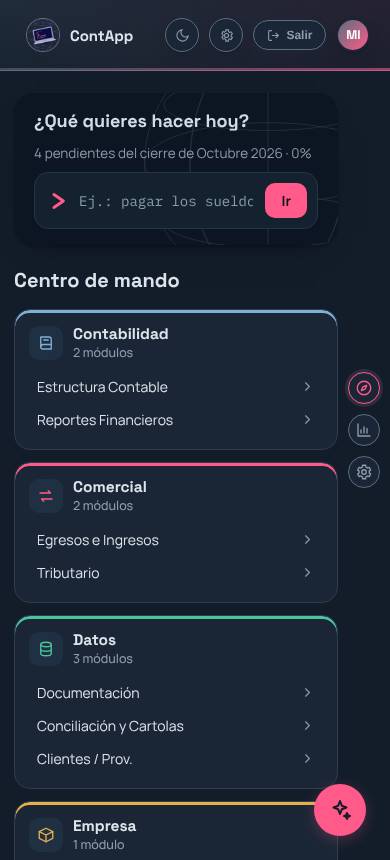 ContApp
Salir
MI
¿Qué quieres hacer hoy?
4 pendientes del cierre de Octubre 2026 · 0%
Ej.: pagar los sueldo
Ir
Centro de mando
Contabilidad
2 módulos
Estructura Contable
Reportes Financieros
Comercial
2 módulos
Egresos e Ingresos
Tributario
Datos
3 módulos
Documentación
Conciliación y Cartolas
Clientes / Prov.
Empresa
1 módulo